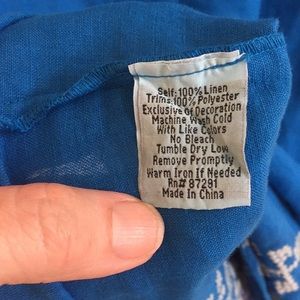 Self:100% Linen
Trims:100% Polyester
Exclusive Of Decoration
Machine Wash Cold
With Like Colors
No Bleach
Tumble Dry Low
Remove Promptly
Warm Iron If Needed
Rn# 87291
Made In China